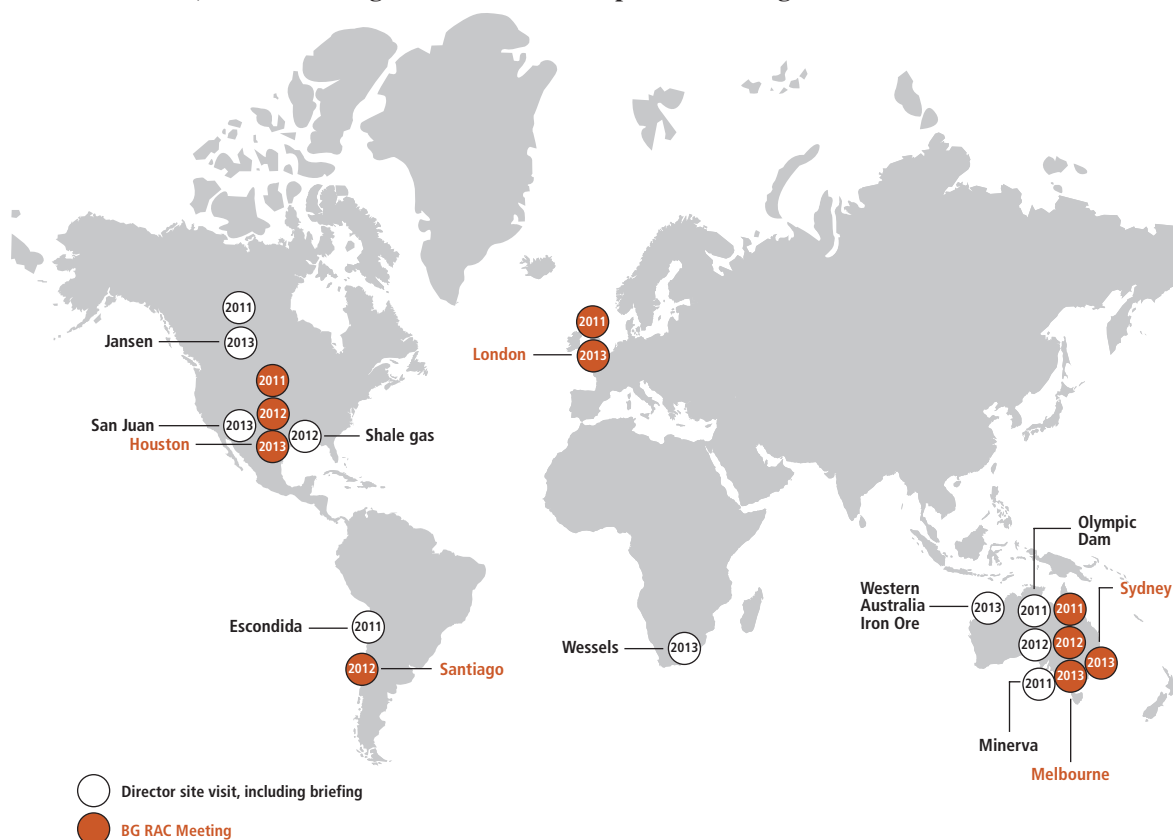 2011
Jansen
2013
2011
London
2013
2011
San Juan
2013
2012
2012
Shale gas
Houston
2013
Olympic
Dam
Western
Australia
Iron Ore
2013
2011
2011
Sydney
Escondida
2011
Wessels
2013
2012
2012
2013
2012
Santiago
2011
2013
Minerva
Melbourne
Director site visit, including briefing
BG RAC Meeting